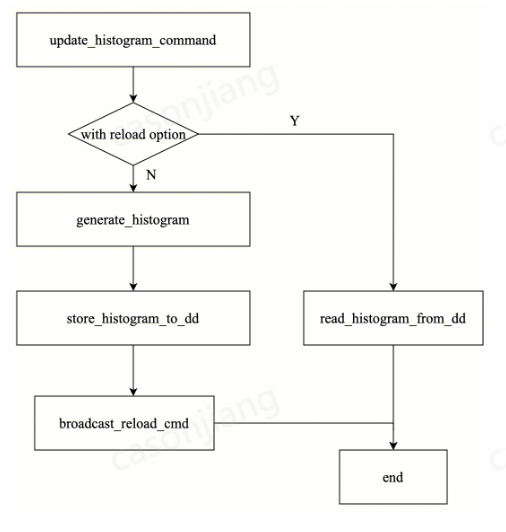 update_histogram_command
casonjiang
with reload option
Y
N
generate_histogram
store_histogram_to_dd
read_histogram_from_dd
broadcast_reload_cmd
casonjiang
end